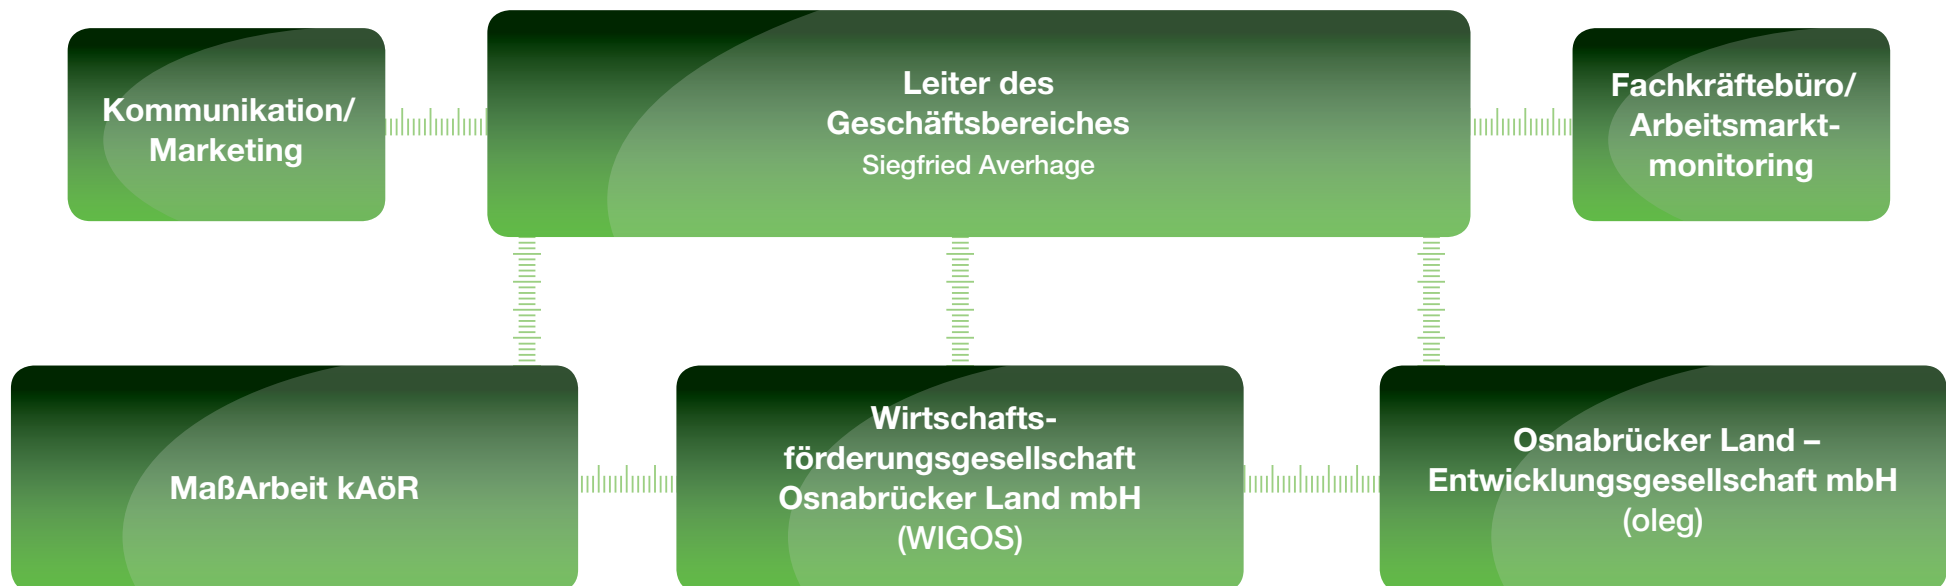 Kommunikation/
Marketing
Leiter des
Geschäftsbereiches
Siegfried Averhage
Fachkräftebüro/
Arbeitsmarkt-
monitoring
MaßArbeit kAöR
Wirtschafts-
förderungsgesellschaft
Osnabrücker Land mbH
(WIGOS)
Osnabrücker Land –
Entwicklungsgesellschaft mbH
(oleg)